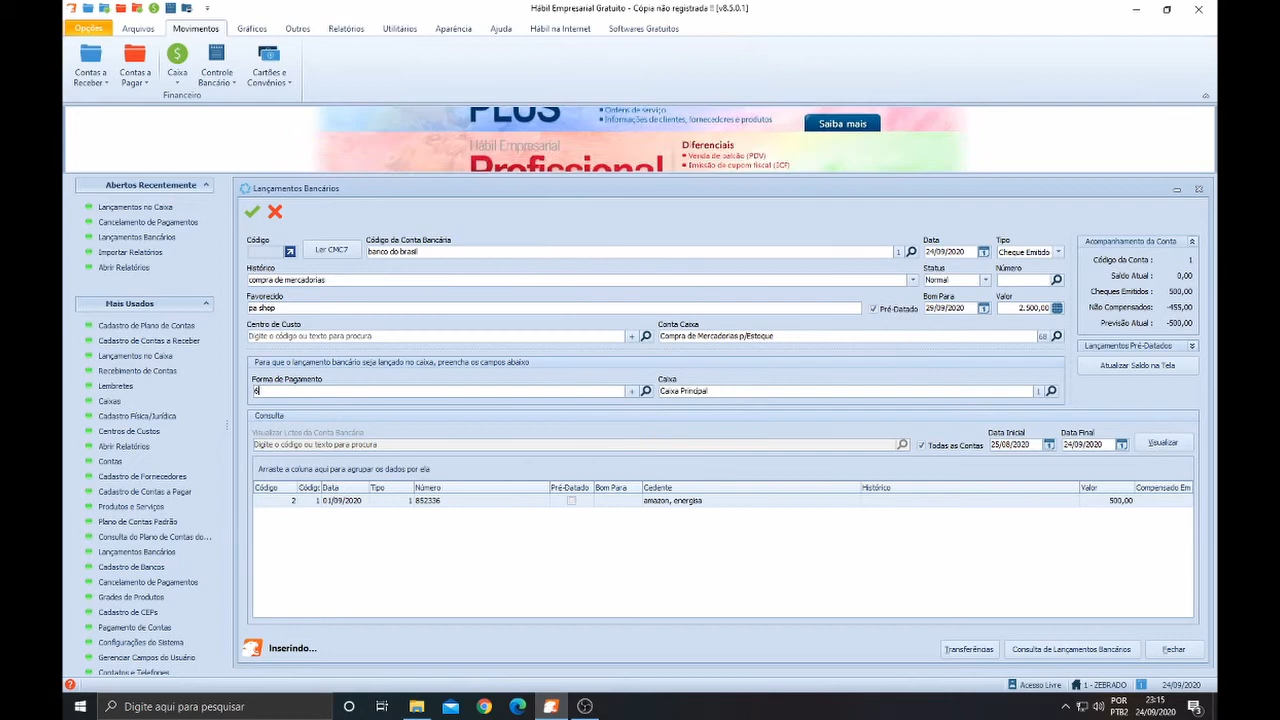 Hábil Empresarial Gratuito - Cópia não registrada !! [v8.5.0.1]
Opções Arquivos Movimentos Gráficos Outros Relatórios Utilitários Aparência Ajuda Hábil na Internet Softwares Gratuitos
Contas a Receber
Contas a Pagar
Caixa
Controle Bancário
Cartões e Convênios
Financeiro
PLUS
Ordens de serviço
Informações de clientes, fornecedores e produtos
Saiba mais
Hábil Empresarial
Profissional
Diferenciais
Venda de balcão (PDV)
Emissão de cupom fiscal (ECF)
Abertos Recentemente
Lançamentos no Caixa
Cancelamento de Pagamentos
Lançamentos Bancários
Importar Relatórios
Abrir Relatórios
Mais Usados
Cadastro de Plano de Contas
Cadastro de Contas a Receber
Lançamentos no Caixa
Recebimento de Contas
Lembretes
Caixas
Cadastro Física/Jurídica
Centros de Custo
Abrir Relatórios
Contas
Cadastro de Fornecedores
Cadastro de Contas a Pagar
Produtos e Serviços
Plano de Contas Padrão
Consulta do Plano de Contas do...
Lançamentos Bancários
Cadastro de Bancos
Cancelamento de Pagamentos
Grades de Produtos
Cadastro de CEPs
Pagamento de Contas
Configurações do Sistema
Gerenciar Campos do Usuário
Contatos e Telefones
Lançamentos Bancários
Código Código da Conta Bancária Data Tipo
Ler CMC7 banco do brasil 1 24/09/2020 Cheque Emitido
Histórico Status Número
compra de mercadorias Normal
Favorecido Bom Para Valor
pa shop Pré-Datado 29/09/2020 2.500,00
Centro de Custo Conta Caixa
Digite o código ou texto para procura Compra de Mercadorias p/Estoque 68
Para que o lançamento bancário seja lançado no caixa, preencha os campos abaixo
Forma de Pagamento Caixa
6 Caixa Principal 1
Acompanhamento da Conta
Código da Conta : 1
Saldo Atual : 0,00
Cheques Emitidos : 500,00
Não Compensados : -455,00
Previsão Atual : -500,00
Lançamentos Pré-Datados
Atualizar Saldo na Tela
Consulta
Visualizar Lctos da Conta Bancária Data Inicial Data Final
Digite o código ou texto para procura Todas as Contas 25/08/2020 24/09/2020 Visualizar
Arraste a coluna aqui para agrupar os dados por ela
Código Códigc Data Tipo Número Pré-Datado Bom Para Cedente Histórico Valor Compensado Em
2 1 01/09/2020 1 852336 amazon, energisa 500,00
Inserindo...
Transferências Consulta de Lançamentos Bancários Fechar
Acesso Livre 1 - ZEBRADO 24/09/2020
Digite aqui para pesquisar
POR
PTB2
23:15
24/09/2020